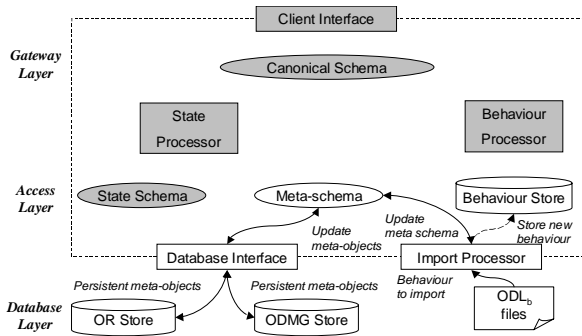 Client Interface
Gateway
Layer
Canonical Schema
State
Processor
Behaviour
Processor
Access
Layer
State Schema
Meta-schema
Behaviour Store
Update
meta-objects
Update
meta schema
Store new
behaviour
Database Interface
Import Processor
Persistent meta-objects
Persistent meta-objects
Behaviour
to import
Database
Layer
OR Store
ODMG Store
ODLb
files